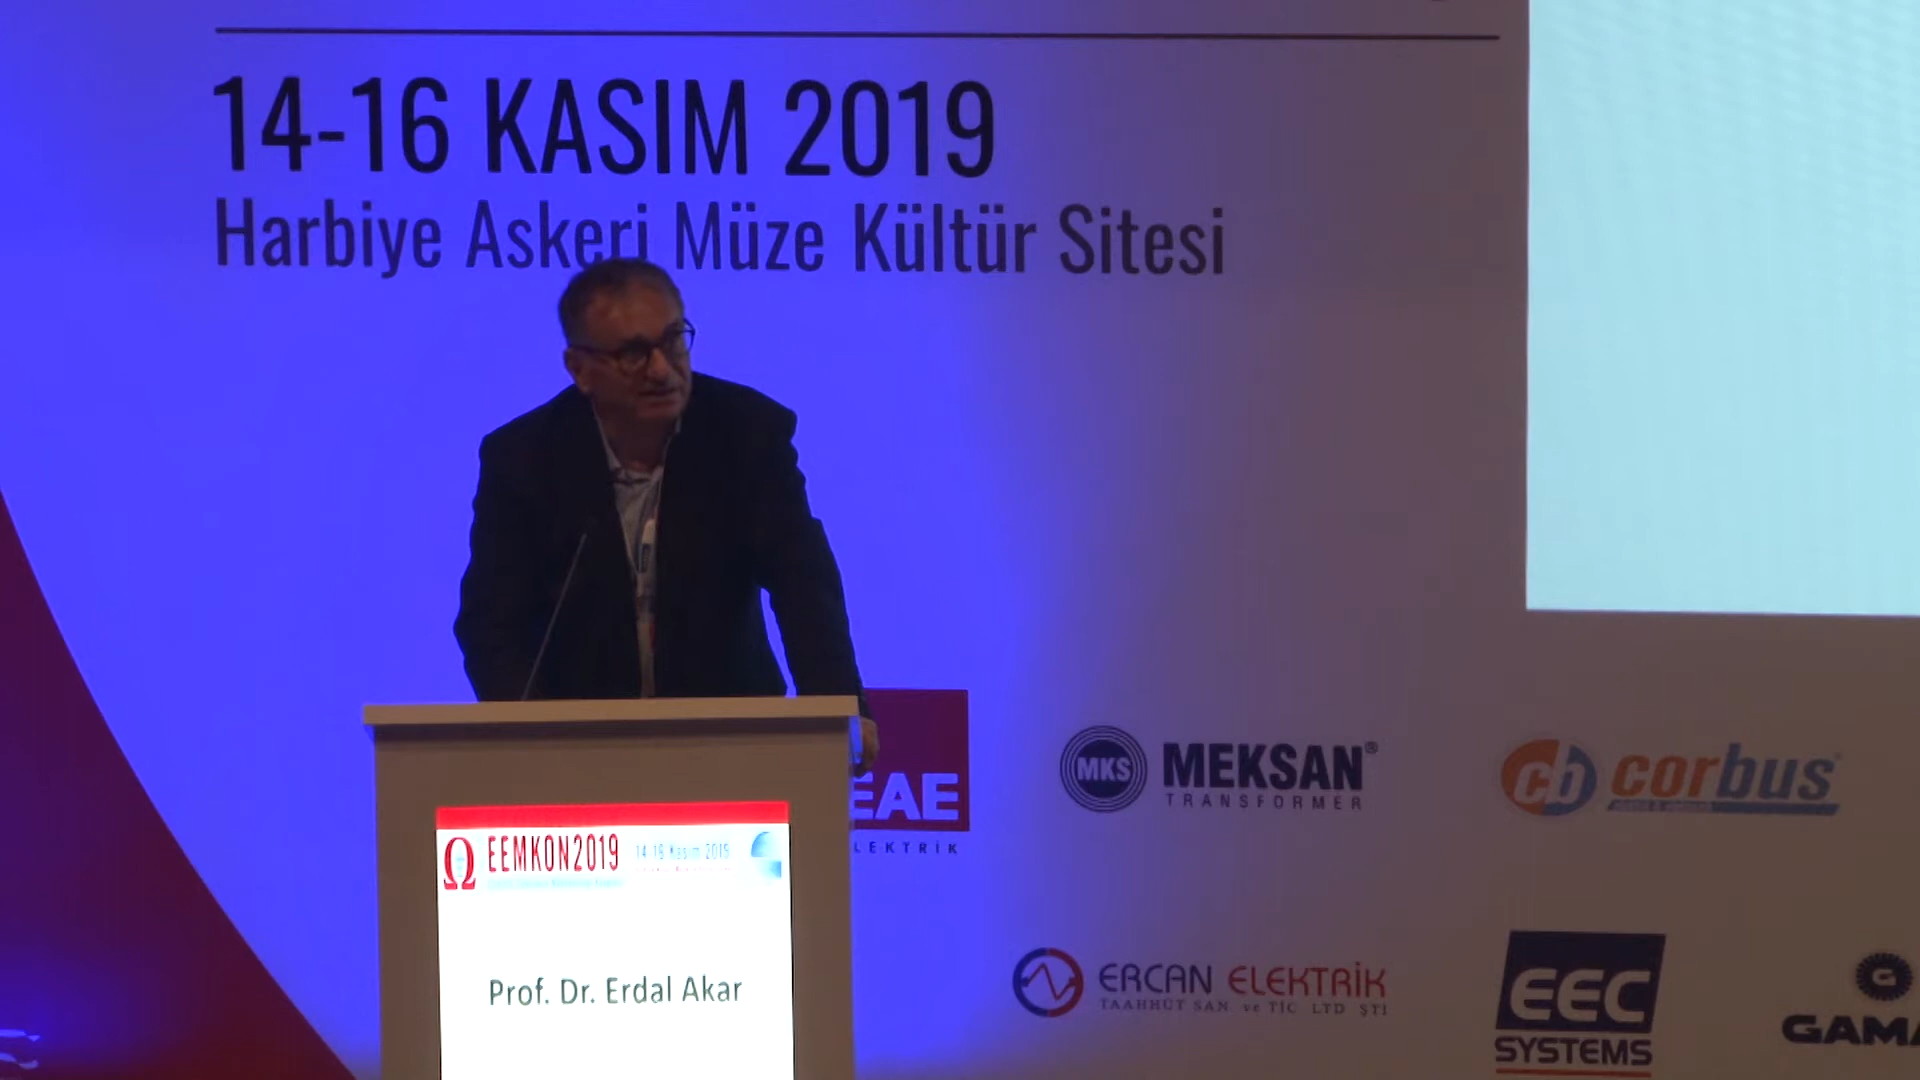 14-16 KASIM 2019
Harbiye Askeri Müze Kültür Sitesi
EAE
LEKTRİK
MKS MEKSAN®
TRANSFORMER
cb corbus
EEMKON2019
14-16 Kasım 2019
Prof. Dr. Erdal Akar
ERCAN ELEKTRİK
TAAHHÜT SAN. ve TİC LTD ŞTİ
EEC
SYSTEMS
G
GAMA